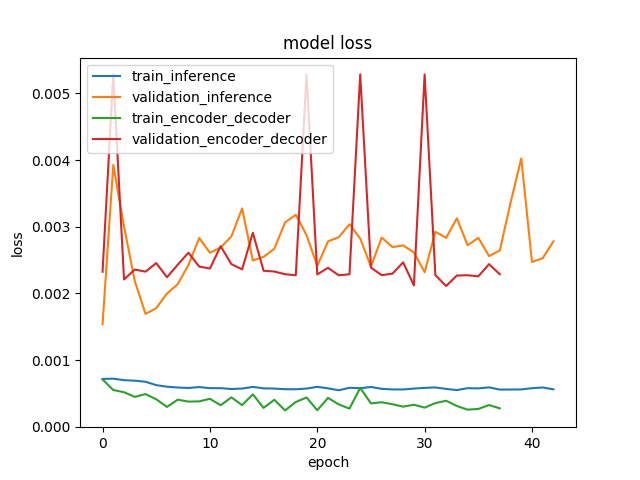 model loss
train_inference
validation_inference
train_encoder_decoder
validation_encoder_decoder
loss
0.005
0.004
0.003
0.002
0.001
0.000
0 10 20 30 40
epoch